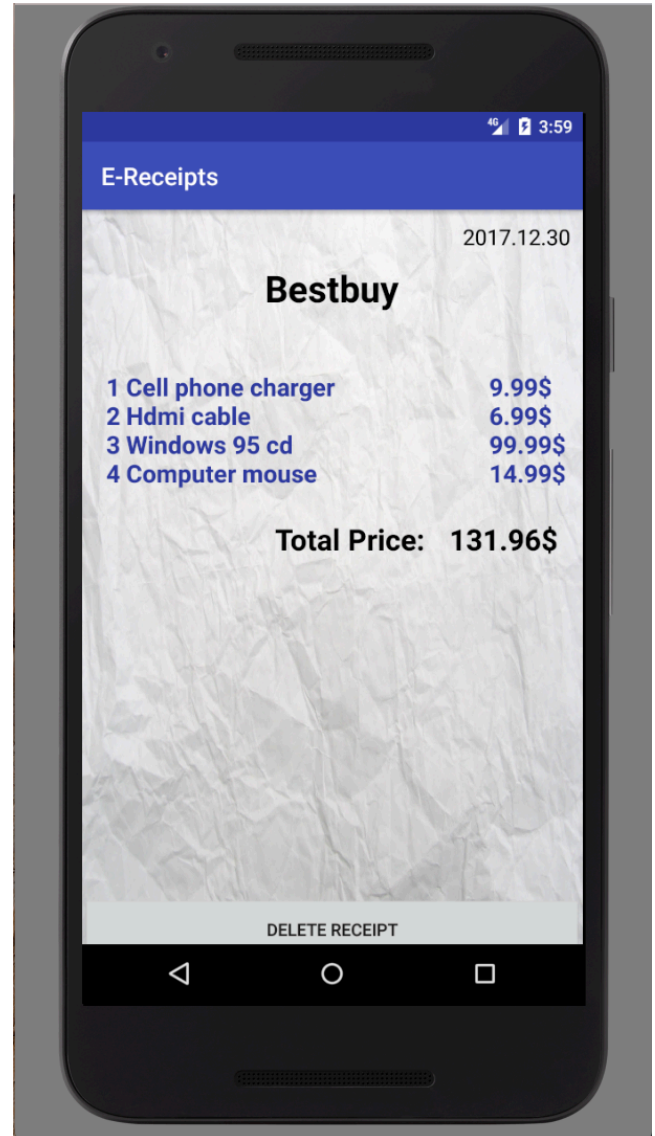 4G 3:59
E-Receipts
2017.12.30
Bestbuy
1 Cell phone charger 9.99$
2 Hdmi cable 6.99$
3 Windows 95 cd 99.99$
4 Computer mouse 14.99$
Total Price: 131.96$
DELETE RECEIPT